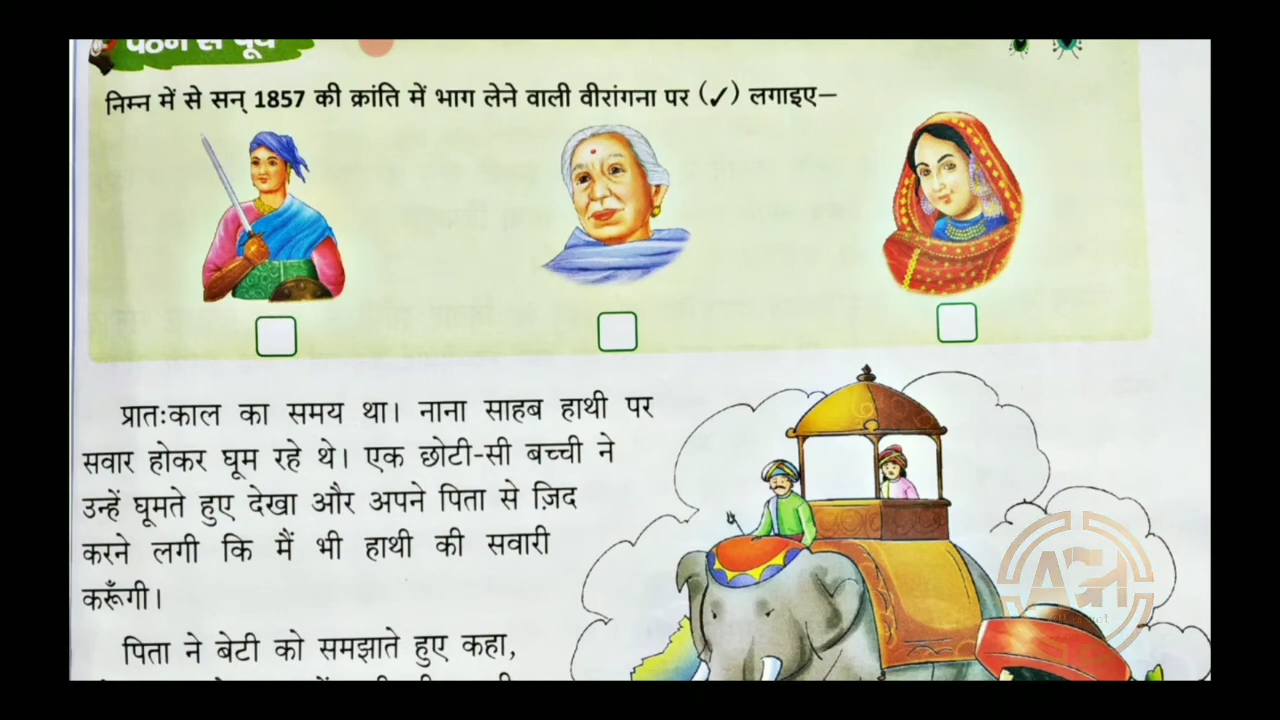 पठन से पूर्व
निम्न में से सन् 1857 की क्रांति में भाग लेने वाली वीरांगना पर (✓) लगाइए—
प्रातःकाल का समय था। नाना साहब हाथी पर
सवार होकर घूम रहे थे। एक छोटी-सी बच्ची ने
उन्हें घूमते हुए देखा और अपने पिता से ज़िद
करने लगी कि मैं भी हाथी की सवारी
करूँगी।
पिता ने बेटी को समझाते हुए कहा,